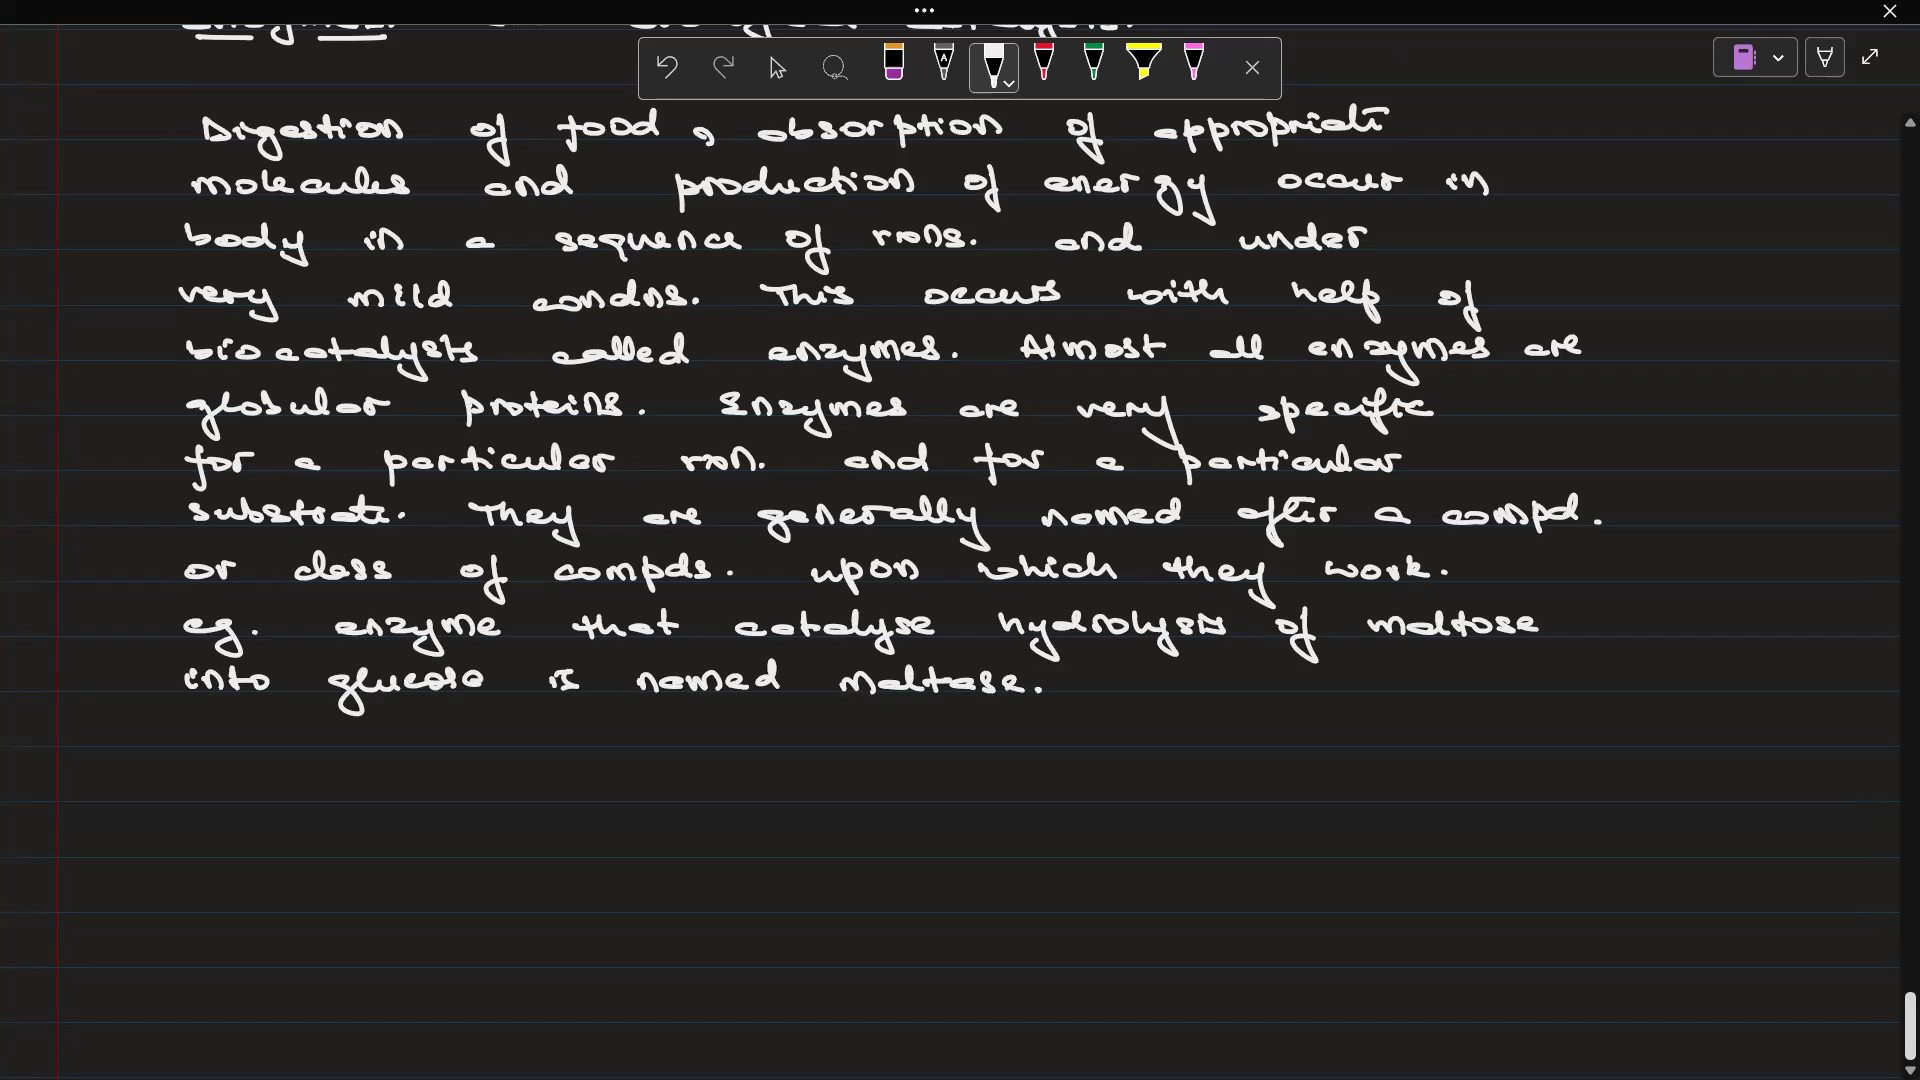 Digestion of food, absorption of appropriate
molecules and production of energy occur in
body in a sequence of rxns. and under
very mild condns. This occurs with help of
biocatalysts called enzymes. Almost all enzymes are
globular proteins. Enzymes are very specific
for a particular rxn. and for a particular
substrate. They are generally named after a compd.
or class of compds. upon which they work.
eg. enzyme that catalyse hydrolysis of maltose
into glucose is named maltase.